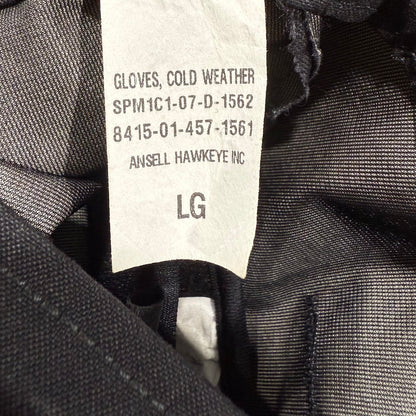 GLOVES, COLD WEATHER
SPM1C1-07-D-1562
8415-01-457-1561
ANSELL HAWKEYE INC
LG